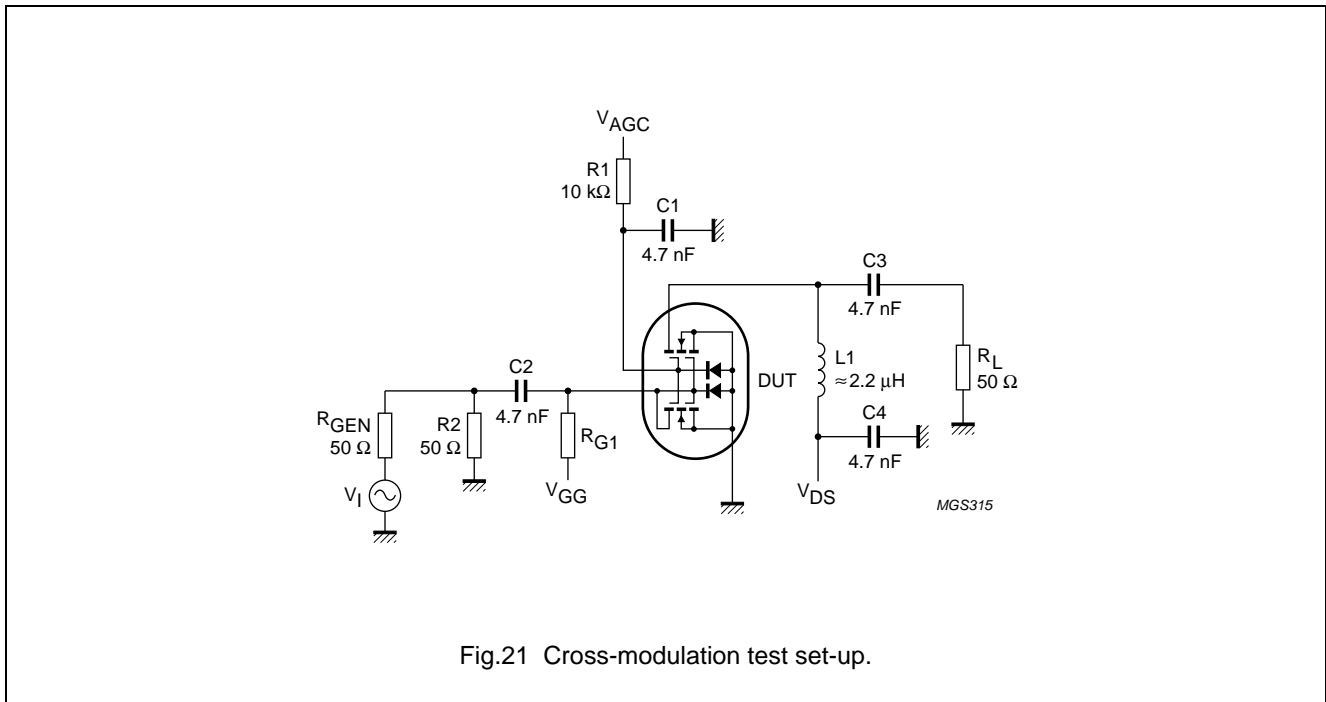 VAGC
R1
10 kΩ
C1
4.7 nF
C3
4.7 nF
L1
≈2.2 μH
RL
50 Ω
DUT
C2
4.7 nF
RGEN
50 Ω
R2
50 Ω
RG1
C4
4.7 nF
VI
VGG
VDS
MGS315
Fig.21 Cross-modulation test set-up.